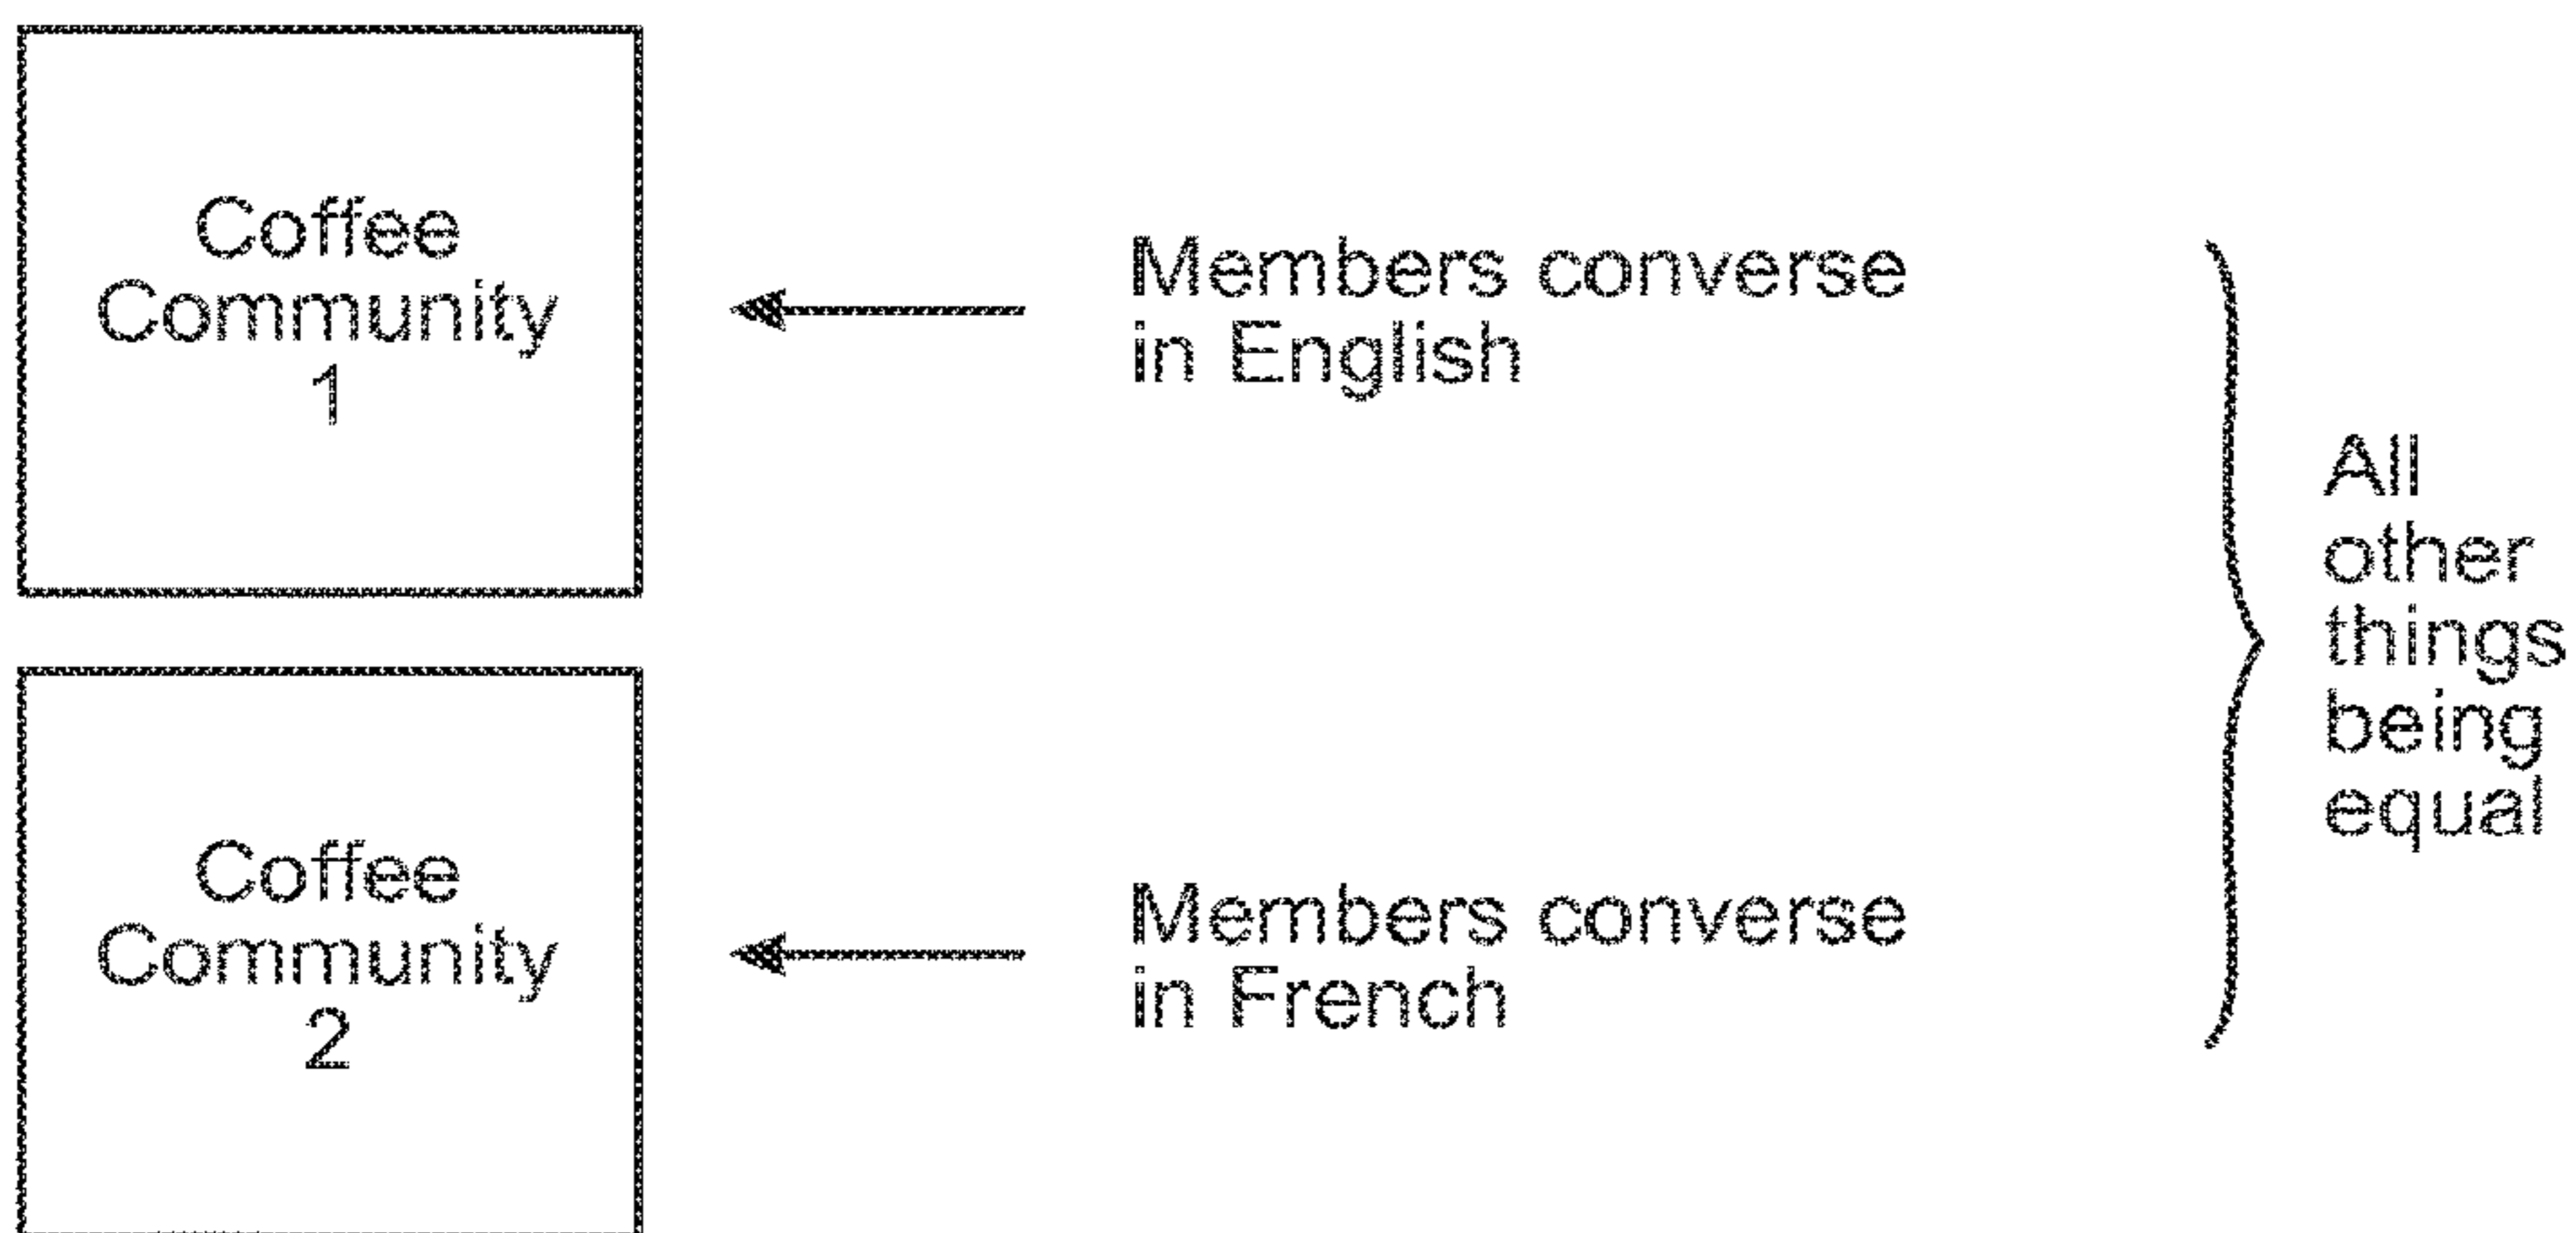 Coffee
Community
1
Members converse
in English
All
other
things
being
equal
Coffee
Community
2
Members converse
in French